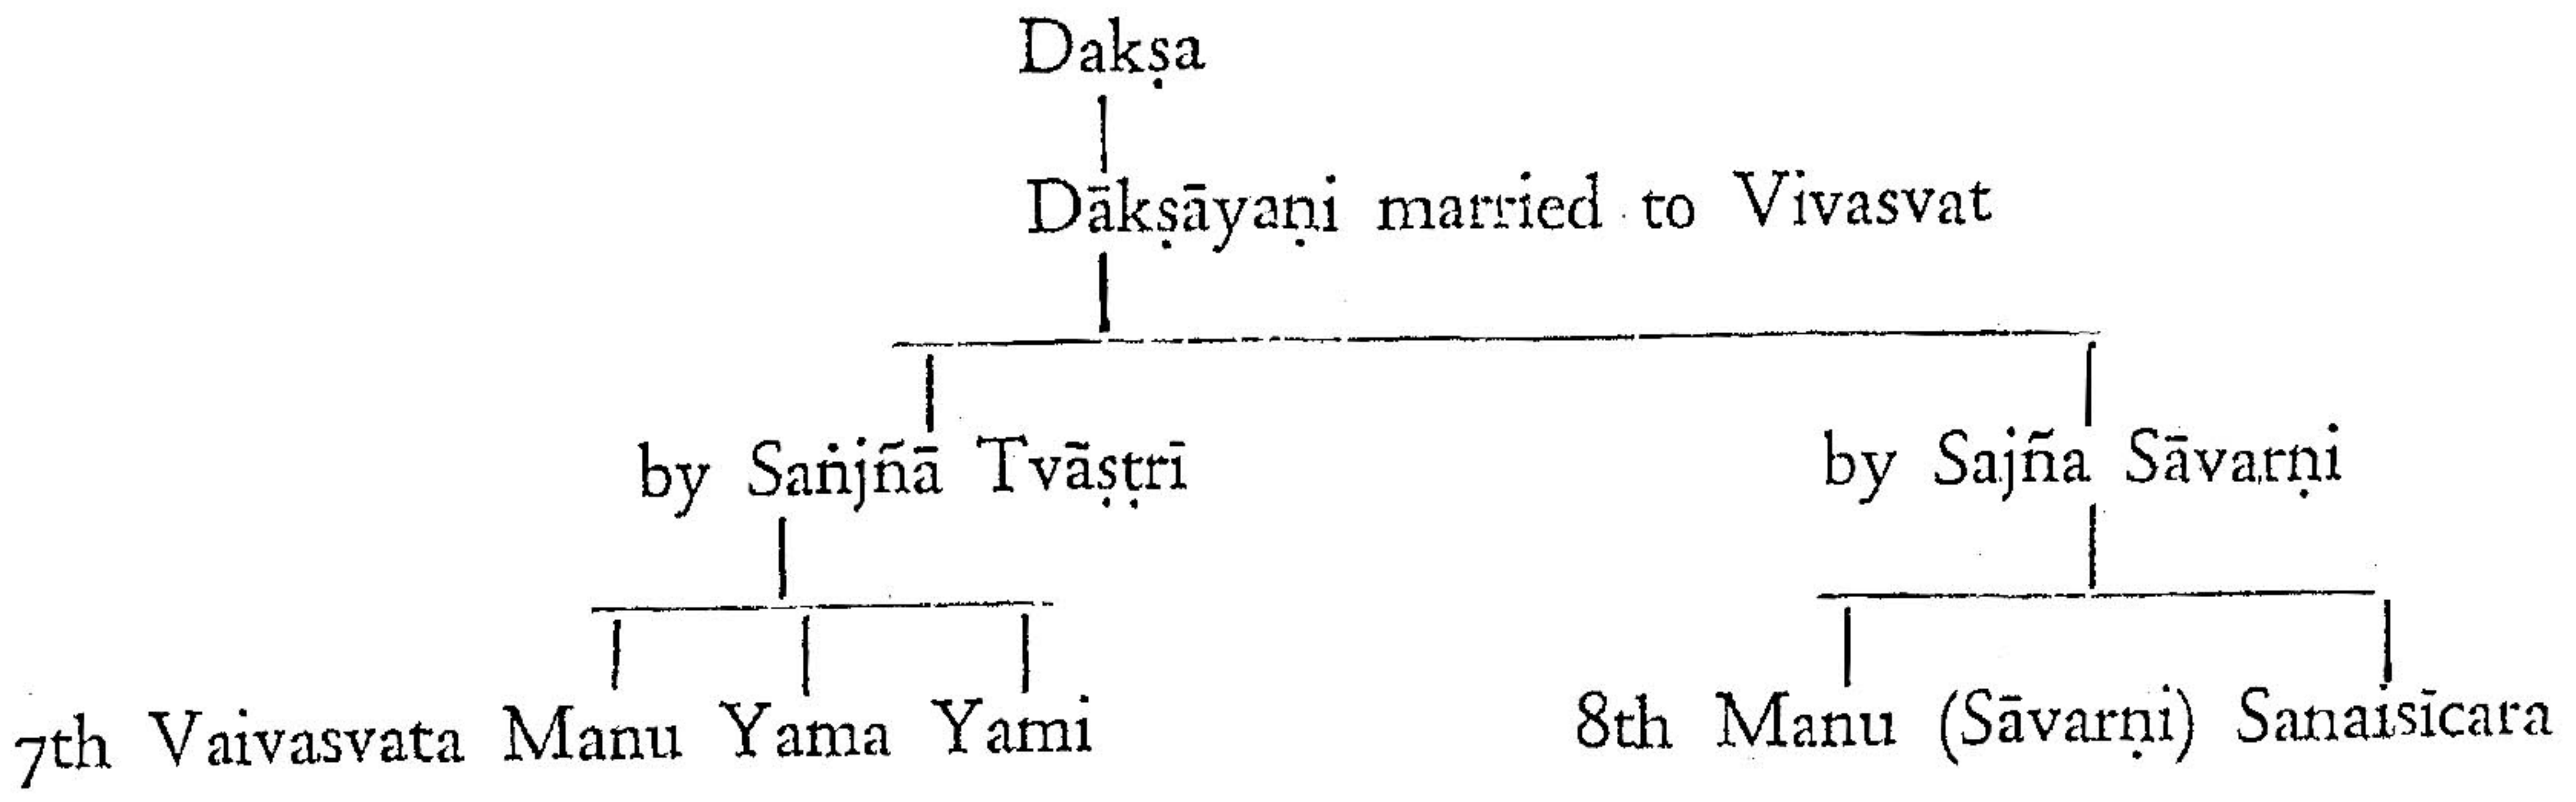 Dakṣa
Dākṣāyaṇi married to Vivasvat
by Sañjñā Tvāṣṭrī by Sajña Sāvarṇi
7th Vaivasvata Manu Yama Yami 8th Manu (Sāvarṇi) Sanaisīcara